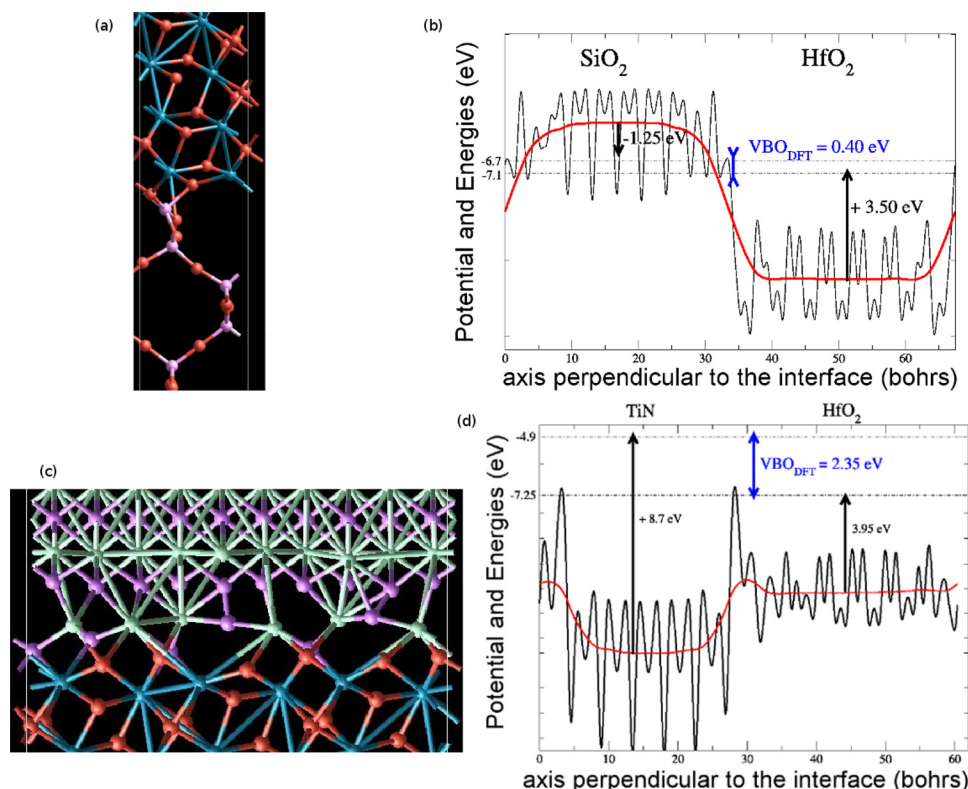 (a)
(b)
SiO₂
HfO₂
-1.25 eV
VBO_DFT = 0.40 eV
-6.7
-7.1
+ 3.50 eV
Potential and Energies (eV)
0 10 20 30 40 50 60
axis perpendicular to the interface (bohrs)
(c)
(d)
TiN
HfO₂
-4.9
VBO_DFT = 2.35 eV
-7.25
+ 8.7 eV
3.95 eV
Potential and Energies (eV)
0 10 20 30 40 50 60
axis perpendicular to the interface (bohrs)